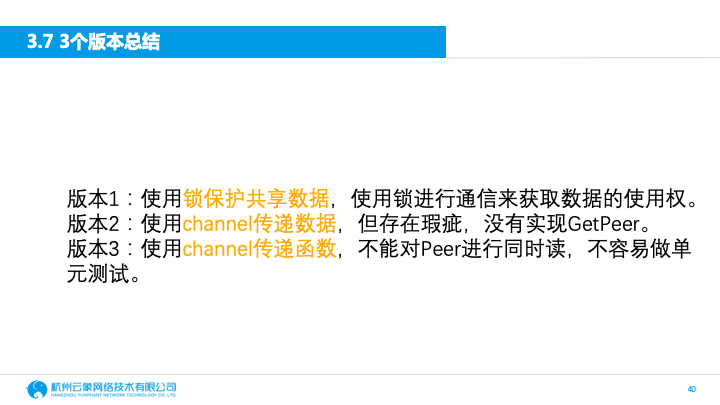 3.7 3个版本总结
版本1：使用锁保护共享数据，使用锁进行通信来获取数据的使用权。
版本2：使用channel传递数据，但存在瑕疵，没有实现GetPeer。
版本3：使用channel传递函数，不能对Peer进行同时读，不容易做单
元测试。
杭州云象网络技术有限公司
HANGZHOU YUNPHANT NETWORK TECHNOLOGY CO. LTD
40